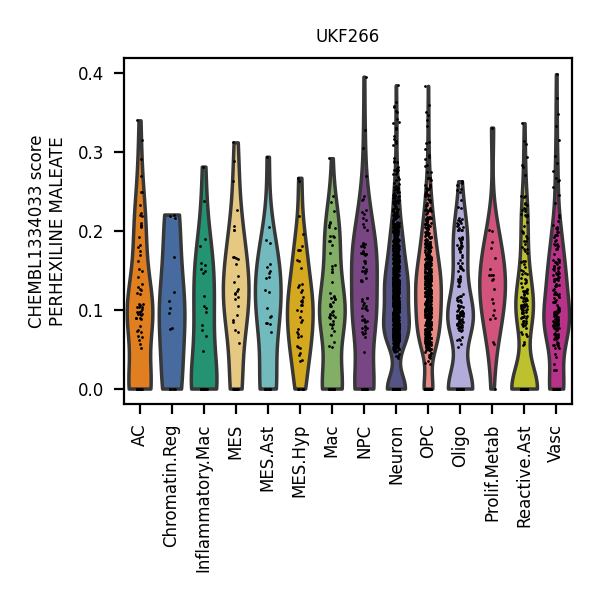 UKF266
CHEMBL1334033 score
PERHEXILINE MALEATE
0.4
0.3
0.2
0.1
0.0
AC
Chromatin.Reg
Inflammatory.Mac
MES
MES.Ast
MES.Hyp
Mac
NPC
Neuron
OPC
Oligo
Prolif.Metab
Reactive.Ast
Vasc